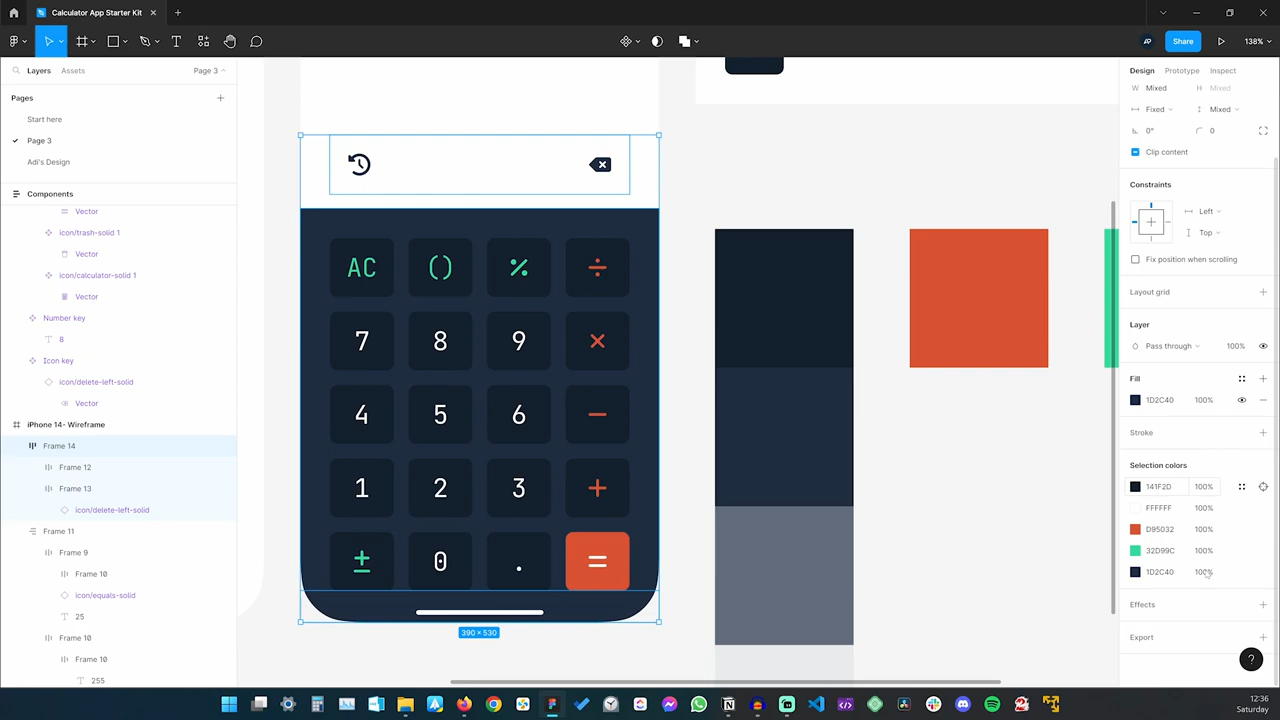 Calculator App Starter Kit
Share
138%
Layers
Assets
Page 3
Pages
Start here
Page 3
Adi's Design
Components
Vector
icon/trash-solid 1
Vector
icon/calculator-solid 1
Vector
Number key
8
Icon key
icon/delete-left-solid
Vector
iPhone 14- Wireframe
Frame 14
Frame 12
Frame 13
icon/delete-left-solid
Frame 11
Frame 9
Frame 10
icon/equals-solid
25
Frame 10
Frame 10
255
AC () % ÷
7 8 9 ×
4 5 6 −
1 2 3 +
± 0 . =
390 × 530
Design
Prototype
Inspect
W Mixed
H Mixed
Fixed
Mixed
0°
0
Clip content
Constraints
Left
Top
Fix position when scrolling
Layout grid
Layer
Pass through
100%
Fill
1D2C40 100%
Stroke
Selection colors
141F2D 100%
FFFFFF 100%
D95032 100%
32D99C 100%
1D2C40 100%
Effects
Export
?
12:36
Saturday